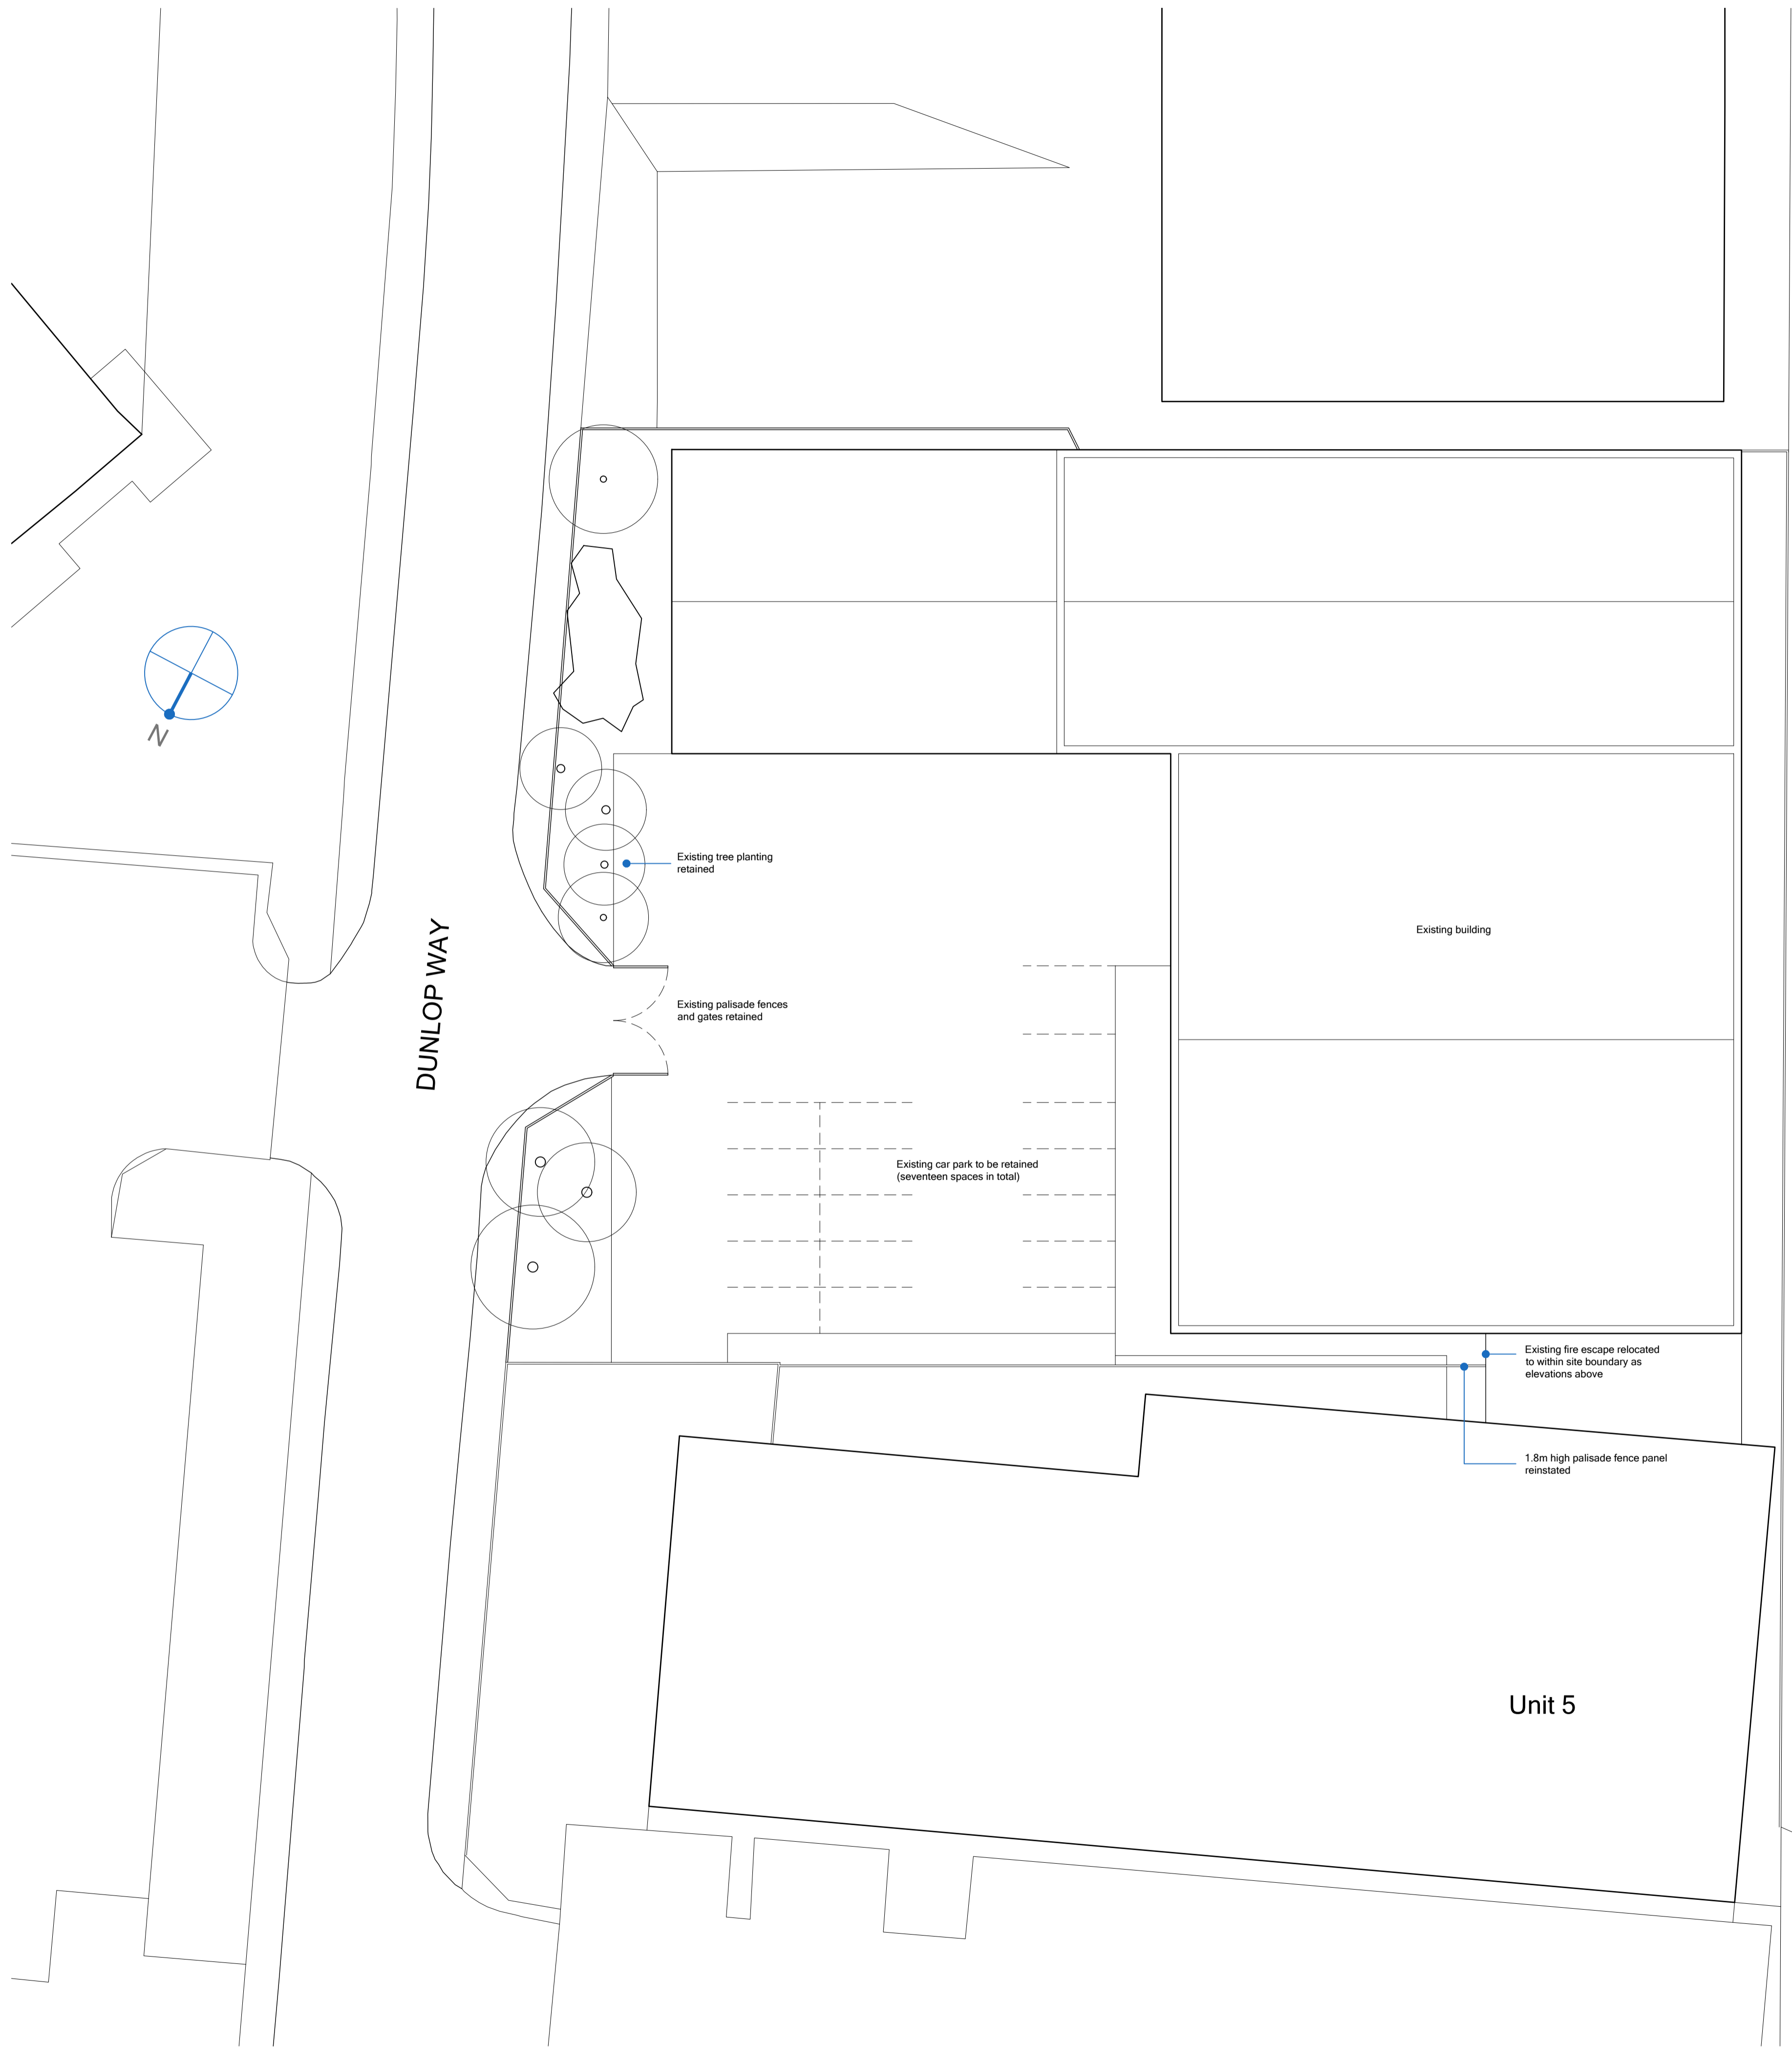 N
Existing tree planting
retained
Existing building
DUNLOP WAY
Existing palisade fences
and gates retained
Existing car park to be retained
(seventeen spaces in total)
Existing fire escape relocated
to within site boundary as
elevations above
1.8m high palisade fence panel
reinstated
Unit 5